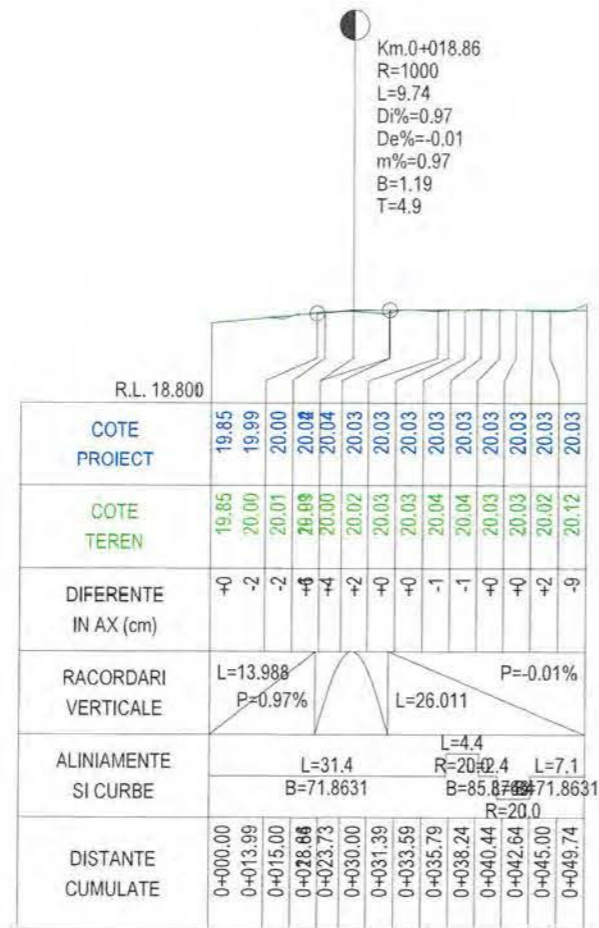 Km.0+018.86
R=1000
L=9.74
Di%=0.97
De%=-0.01
m%=0.97
B=1.19
T=4.9
R.L. 18.800
COTE PROIECT
19.85 19.99 20.00 20.04 20.03 20.03 20.03 20.03 20.03 20.03 20.03 20.03 20.03
COTE TEREN
19.85 20.00 20.01 20.00 20.02 20.03 20.03 20.04 20.04 20.03 20.03 20.02 20.12
DIFERENTE IN AX (cm)
+0 -2 -2 +4 +2 +0 +0 -1 -1 +0 +0 +2 -9
RACORDARI VERTICALE
L=13.988
P=0.97%
L=26.011
P=-0.01%
ALINIAMENTE SI CURBE
L=4.4
L=31.4
L=7.1
B=71.8631
R=20.0
DISTANTE CUMULATE
0+000.00 0+013.99 0+015.00 0+023.73 0+030.00 0+031.39 0+033.59 0+035.79 0+038.24 0+040.44 0+042.64 0+045.00 0+049.74